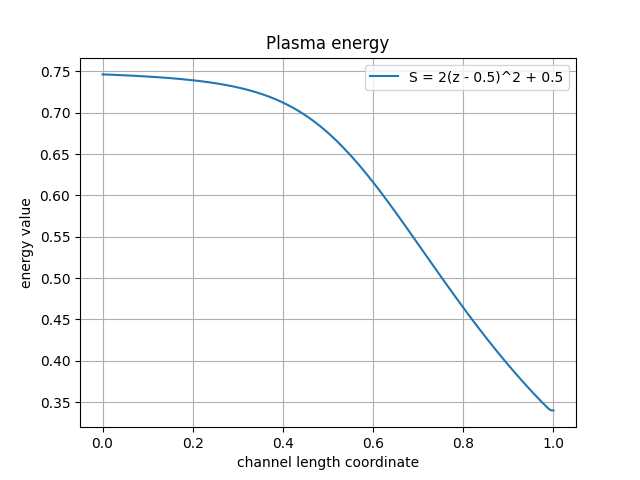 Plasma energy
S = 2(z - 0.5)^2 + 0.5
energy value
0.75
0.70
0.65
0.60
0.55
0.50
0.45
0.40
0.35
0.0 0.2 0.4 0.6 0.8 1.0
channel length coordinate